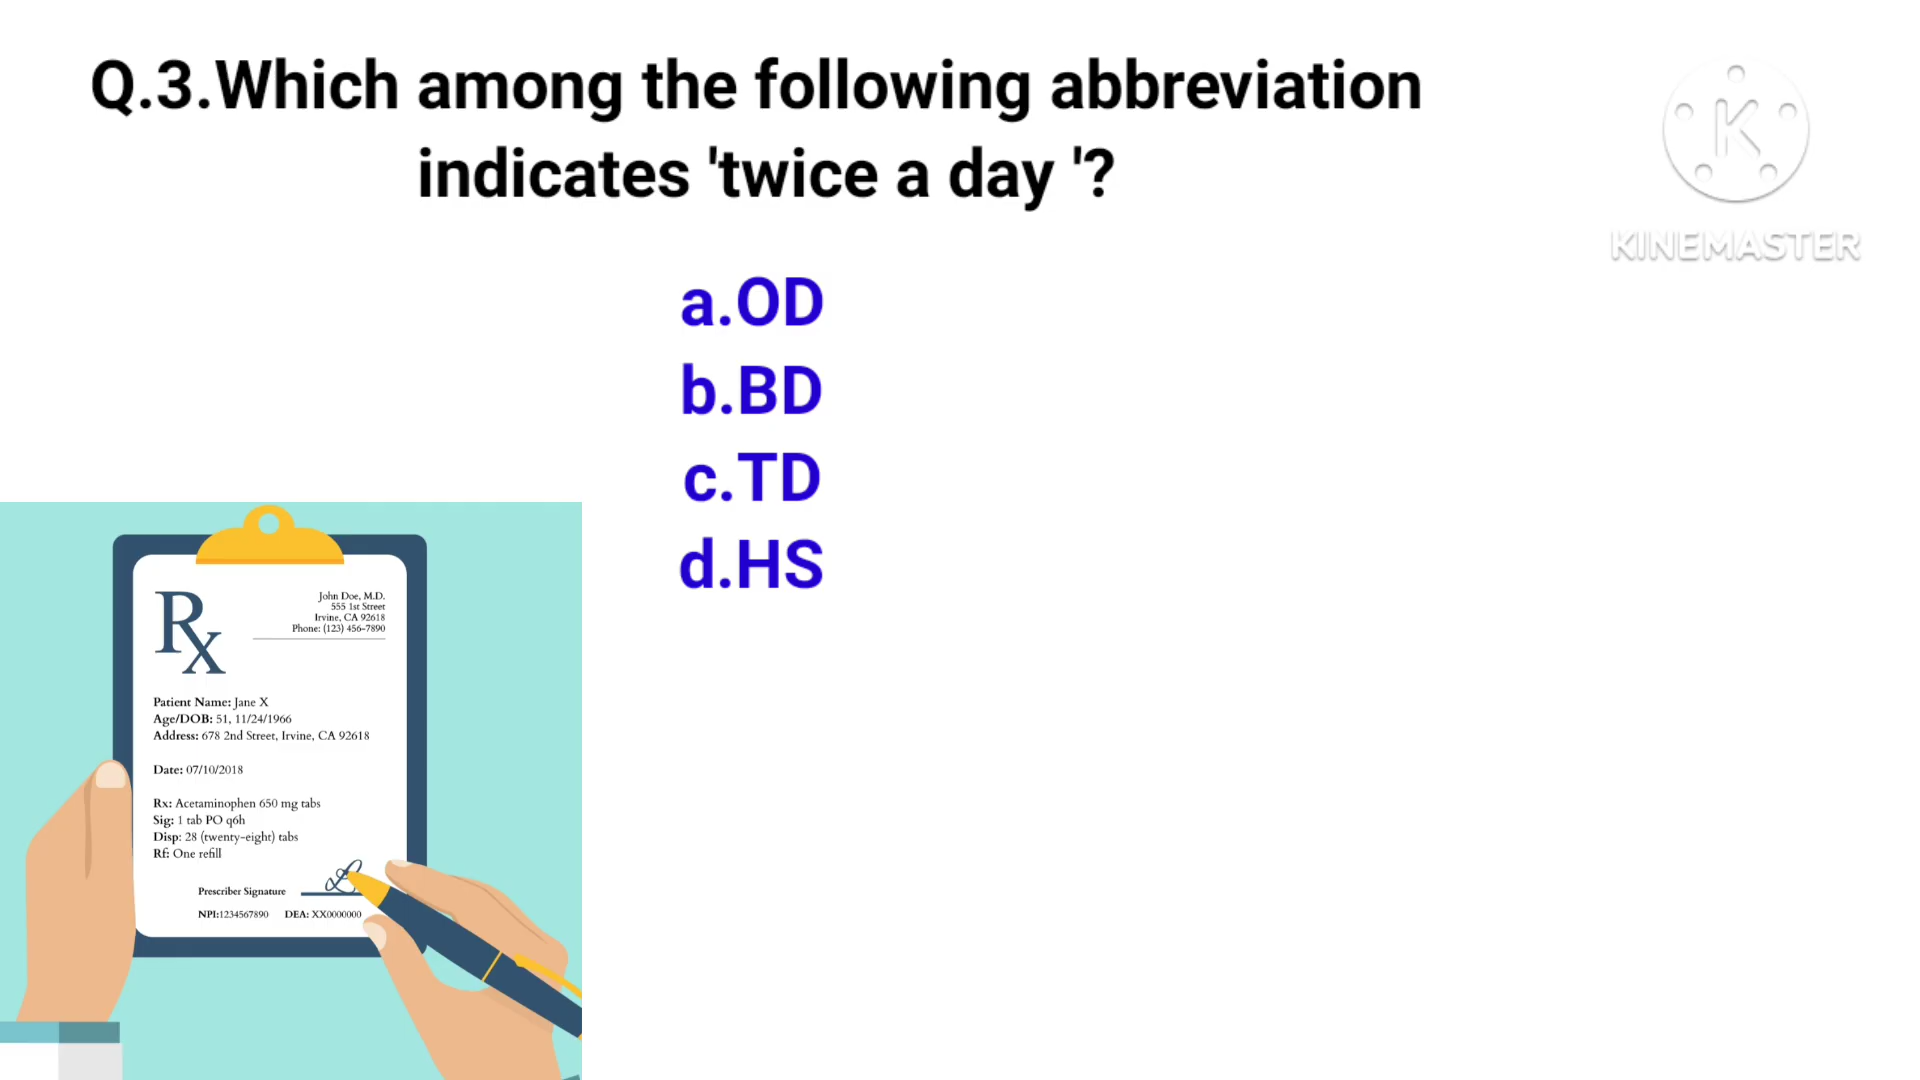 Q.3.Which among the following abbreviation
indicates 'twice a day '?
K
KINEMASTER
a.OD
b.BD
c.TD
d.HS
Rx
John Doe, M.D.
555 1st Street
Irvine, CA 92618
Phone: (123) 456-7890
Patient Name: Jane X
Age/DOB: 51, 11/24/1966
Address: 678 2nd Street, Irvine, CA 92618
Date: 07/10/2018
Rx: Acetaminophen 650 mg tabs
Sig: 1 tab PO q6h
Disp: 28 (twenty-eight) tabs
Rf: One refill
Prescriber Signature
NPI:1234567890 DEA: XX0000000